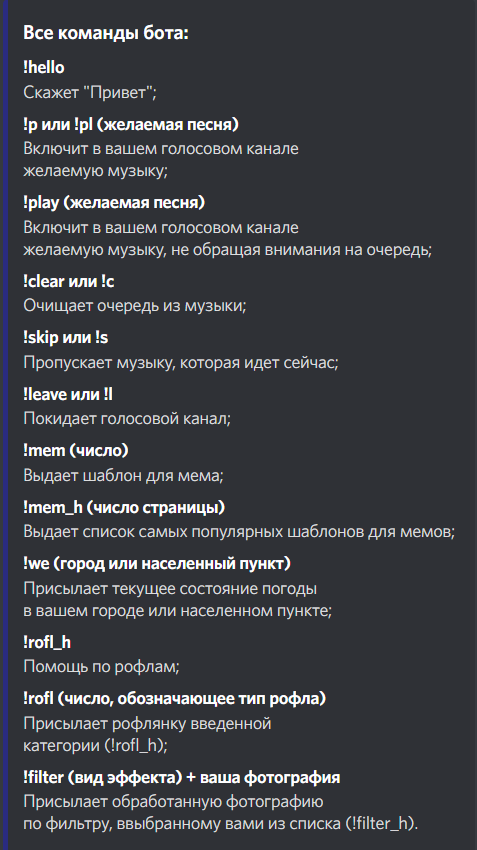 Все команды бота:
!hello
Скажет "Привет";
!p или !pl (желаемая песня)
Включит в вашем голосовом канале
желаемую музыку;
!play (желаемая песня)
Включит в вашем голосовом канале
желаемую музыку, не обращая внимания на очередь;
!clear или !c
Очищает очередь из музыки;
!skip или !s
Пропускает музыку, которая идет сейчас;
!leave или !l
Покидает голосовой канал;
!mem (число)
Выдает шаблон для мема;
!mem_h (число страницы)
Выдает список самых популярных шаблонов для мемов;
!we (город или населенный пункт)
Присылает текущее состояние погоды
в вашем городе или населенном пункте;
!rofl_h
Помощь по рофлам;
!rofl (число, обозначающее тип рофла)
Присылает рофлянку введенной
категории (!rofl_h);
!filter (вид эффекта) + ваша фотография
Присылает обработанную фотографию
по фильтру, ввыбранному вами из списка (!filter_h).